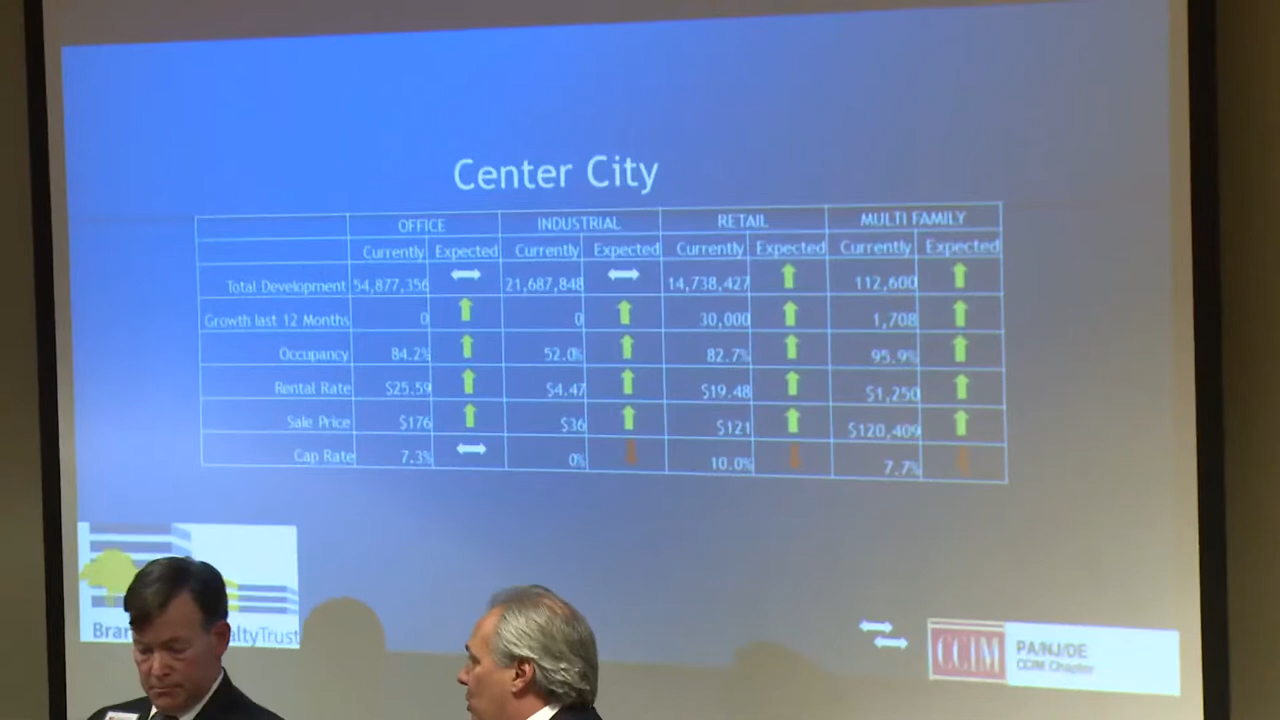 Center City
OFFICE INDUSTRIAL RETAIL MULTI FAMILY
Currently Expected Currently Expected Currently Expected Currently Expected
Total Development 54,877,356 21,687,848 14,738,427 112,600
Growth last 12 Months 0 0 30,000 1,708
Occupancy 84.2% 52.0% 82.7% 95.9%
Rental Rate $25.59 $4.47 $19.48 $1,250
Sale Price $176 $36 $121 $120,409
Cap Rate 7.3% 0% 10.0% 7.7%
Bran altyTrust
CCIM PA/NJ/DE
CCIM Chapter